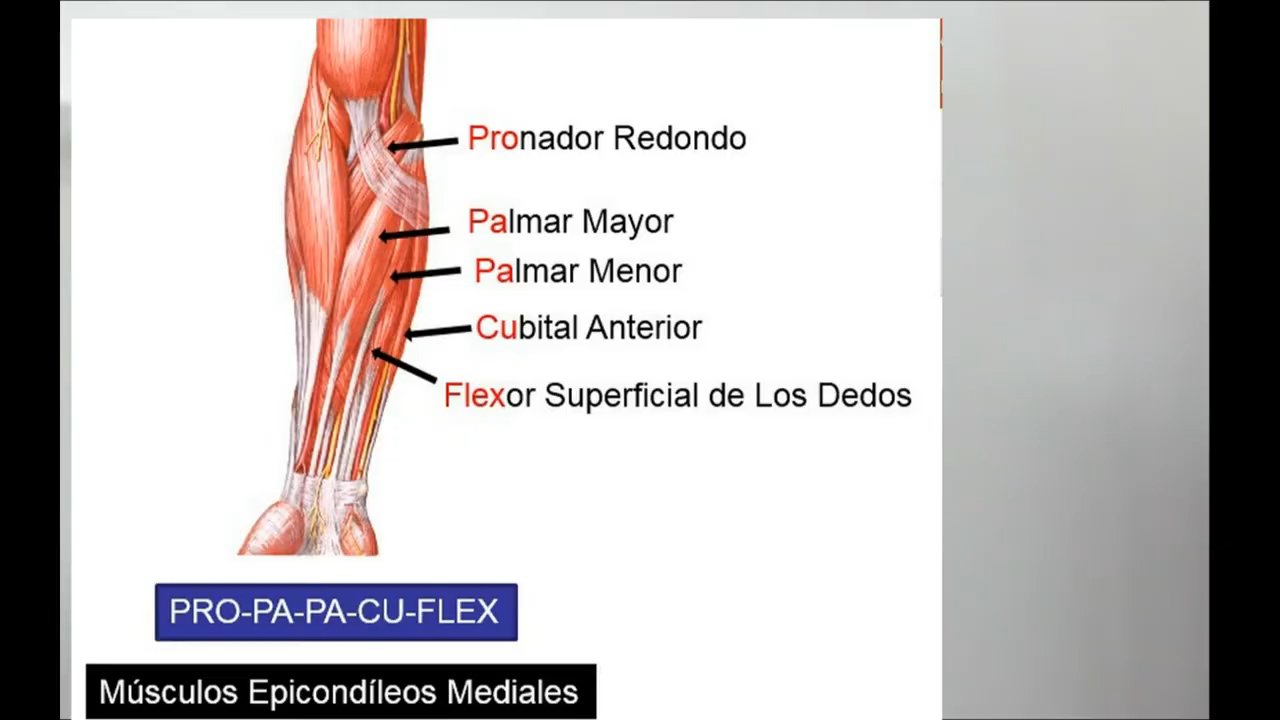 Pronador Redondo
Palmar Mayor
Palmar Menor
Cubital Anterior
Flexor Superficial de Los Dedos
PRO-PA-PA-CU-FLEX
Músculos Epicondíleos Mediales